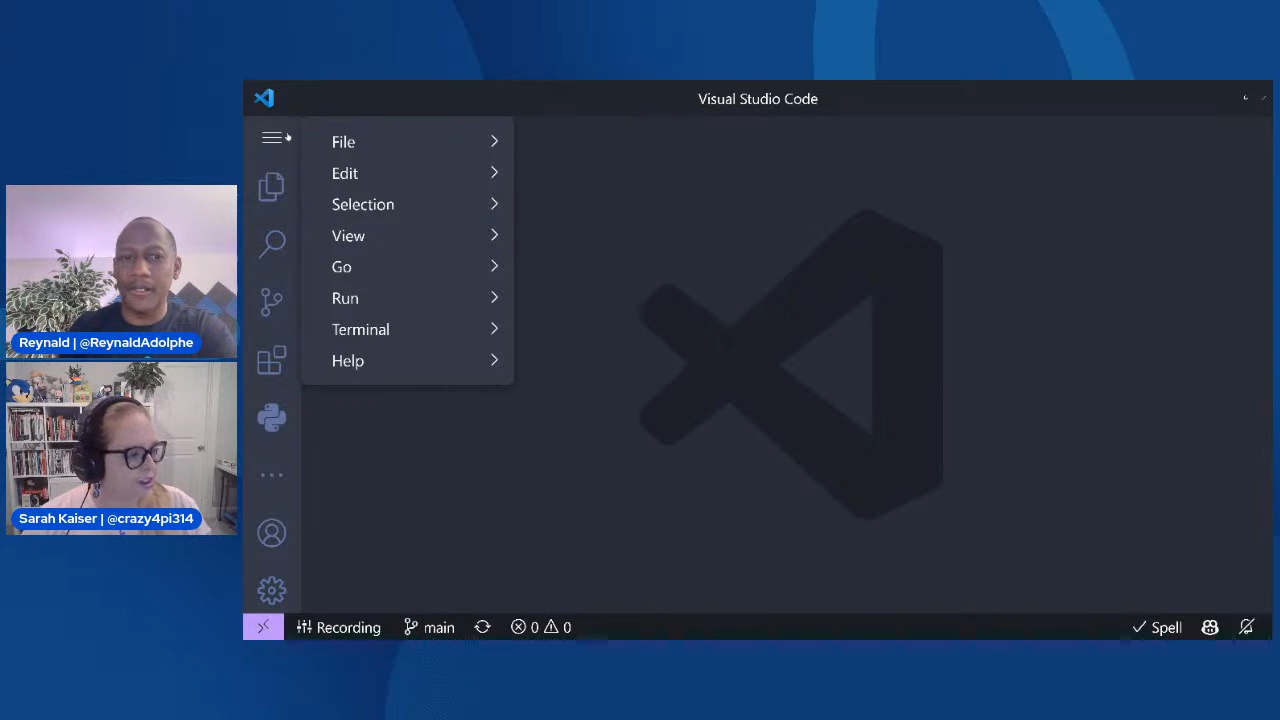 Visual Studio Code
File
Edit
Selection
View
Go
Run
Terminal
Help
Reynald | @ReynaldAdolphe
Sarah Kaiser | @crazy4pi314
Recording main 0 0 Spell